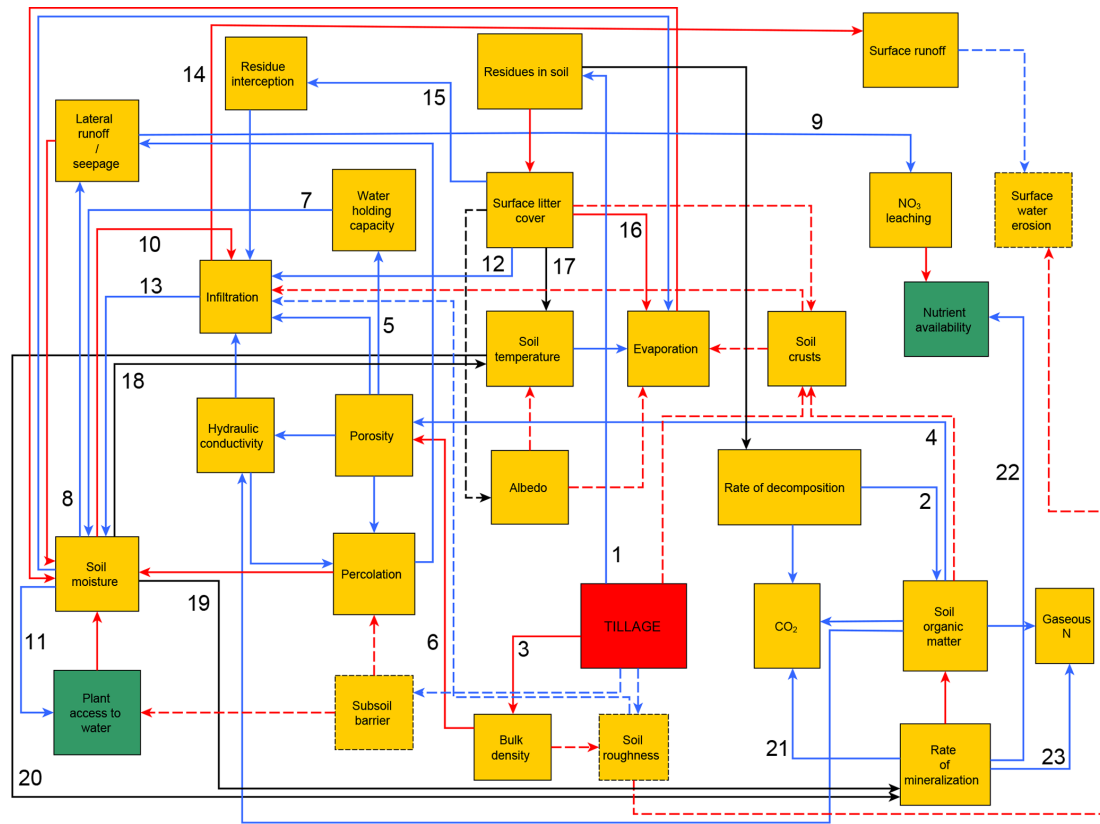 Surface runoff
14
Residue
interception
Residues in soil
15
Lateral
runoff
/
seepage
9
7
Water
holding
capacity
Surface litter
cover
NO₃
leaching
Surface
water
erosion
10
16
12
17
13
Infiltration
5
Nutrient
availability
Soil
temperature
Evaporation
Soil
crusts
18
Hydraulic
conductivity
Porosity
4
22
Albedo
Rate of decomposition
2
8
1
Soil
moisture
Percolation
19
TILLAGE
CO₂
Soil
organic
matter
Gaseous
N
11
3
6
Plant
access to
water
Subsoil
barrier
Bulk
density
Soil
roughness
21
Rate
of
mineralization
23
20